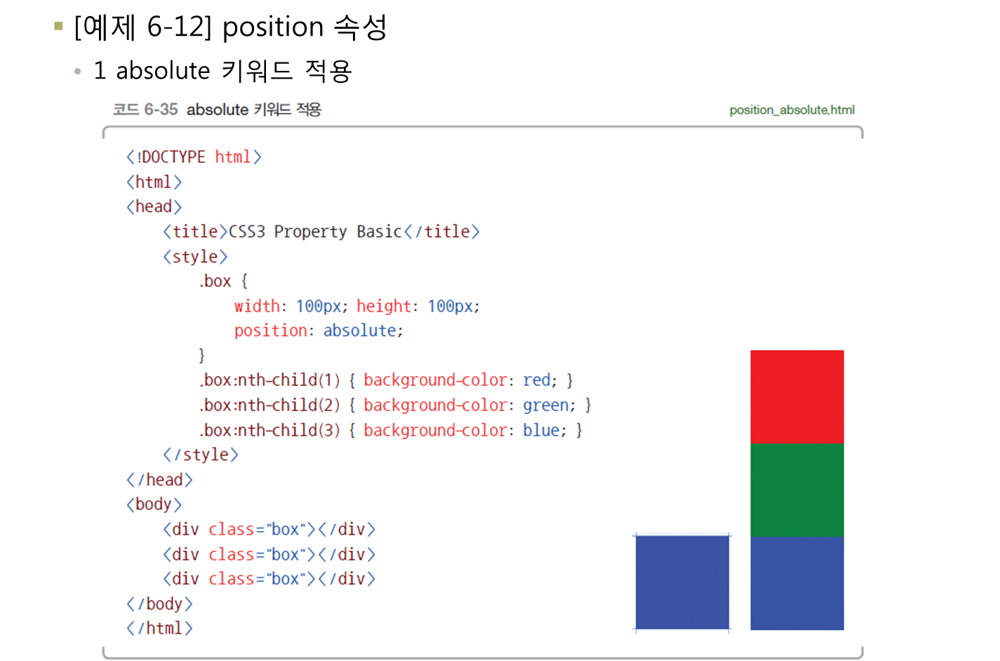 [예제 6-12] position 속성
1 absolute 키워드 적용
코드 6-35 absolute 키워드 적용 position_absolute.html
<!DOCTYPE html>
<html>
<head>
<title>CSS3 Property Basic</title>
<style>
.box {
width: 100px; height: 100px;
position: absolute;
}
.box:nth-child(1) { background-color: red; }
.box:nth-child(2) { background-color: green; }
.box:nth-child(3) { background-color: blue; }
</style>
</head>
<body>
<div class="box"></div>
<div class="box"></div>
<div class="box"></div>
</body>
</html>